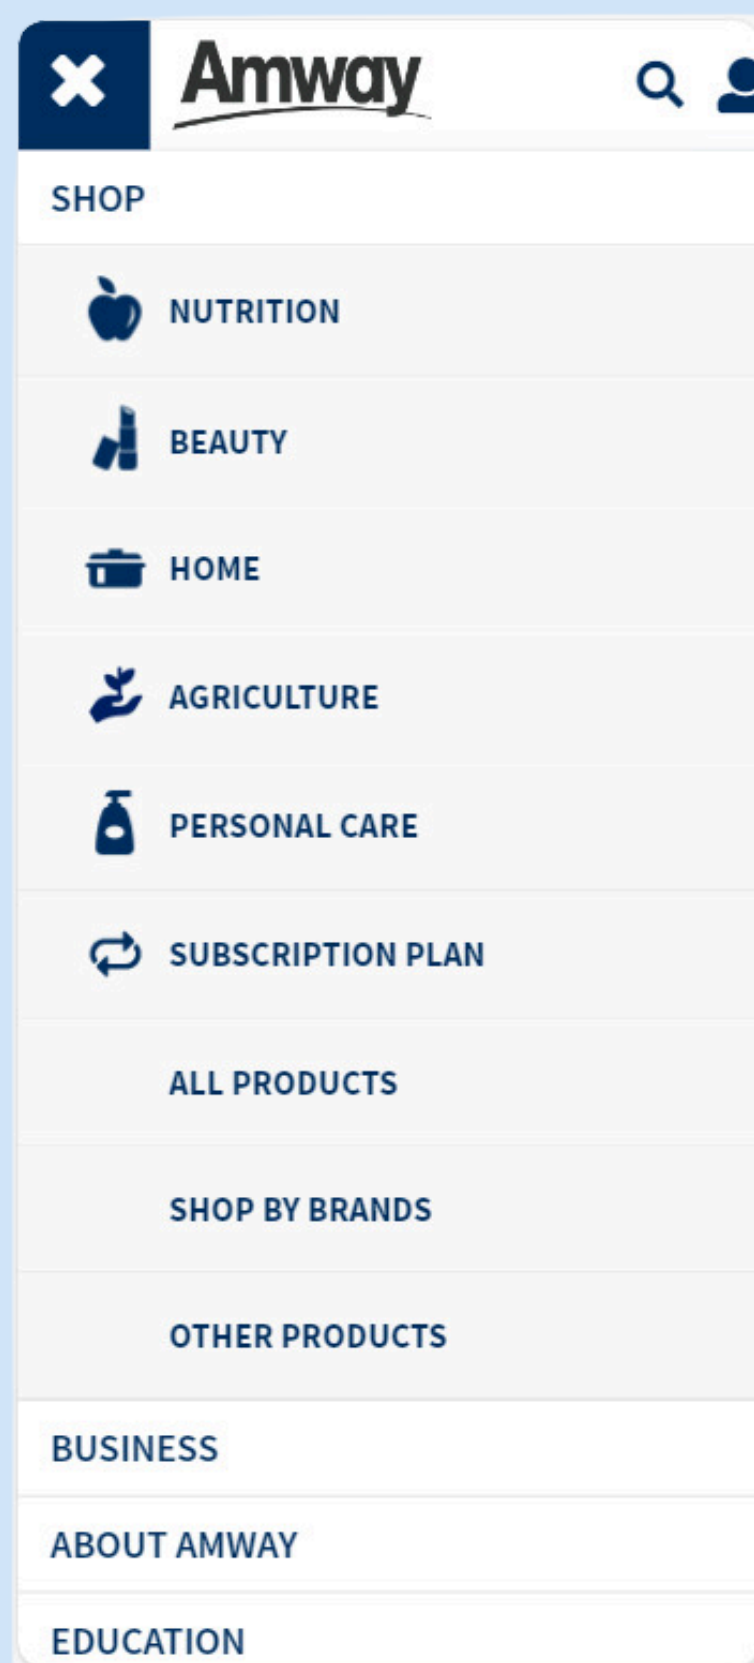 Amway
SHOP
NUTRITION
BEAUTY
HOME
AGRICULTURE
PERSONAL CARE
SUBSCRIPTION PLAN
ALL PRODUCTS
SHOP BY BRANDS
OTHER PRODUCTS
BUSINESS
ABOUT AMWAY
EDUCATION